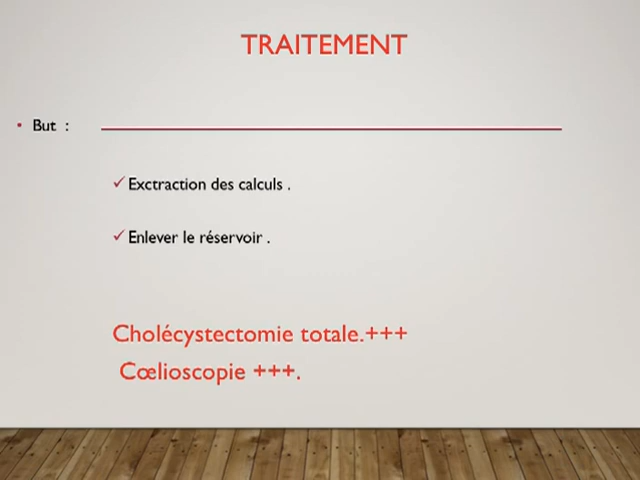 TRAITEMENT
• But :
✓ Exctraction des calculs .
✓ Enlever le réservoir .
Cholécystectomie totale.+++
Cœlioscopie +++.